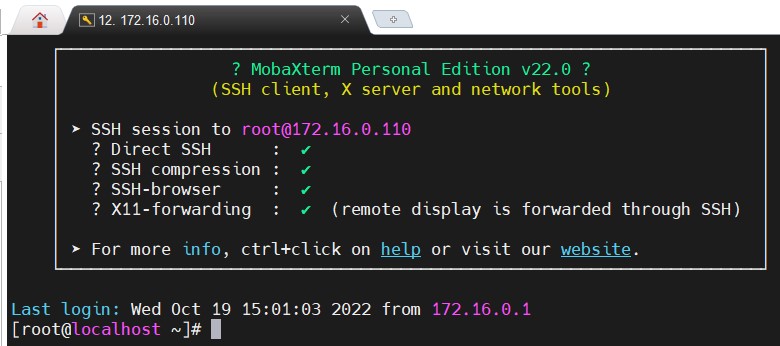 12. 172.16.0.110
? MobaXterm Personal Edition v22.0 ?
(SSH client, X server and network tools)
➤ SSH session to root@172.16.0.110
? Direct SSH : ✔
? SSH compression : ✔
? SSH-browser : ✔
? X11-forwarding : ✔ (remote display is forwarded through SSH)
➤ For more info, ctrl+click on help or visit our website.
Last login: Wed Oct 19 15:01:03 2022 from 172.16.0.1
[root@localhost ~]#